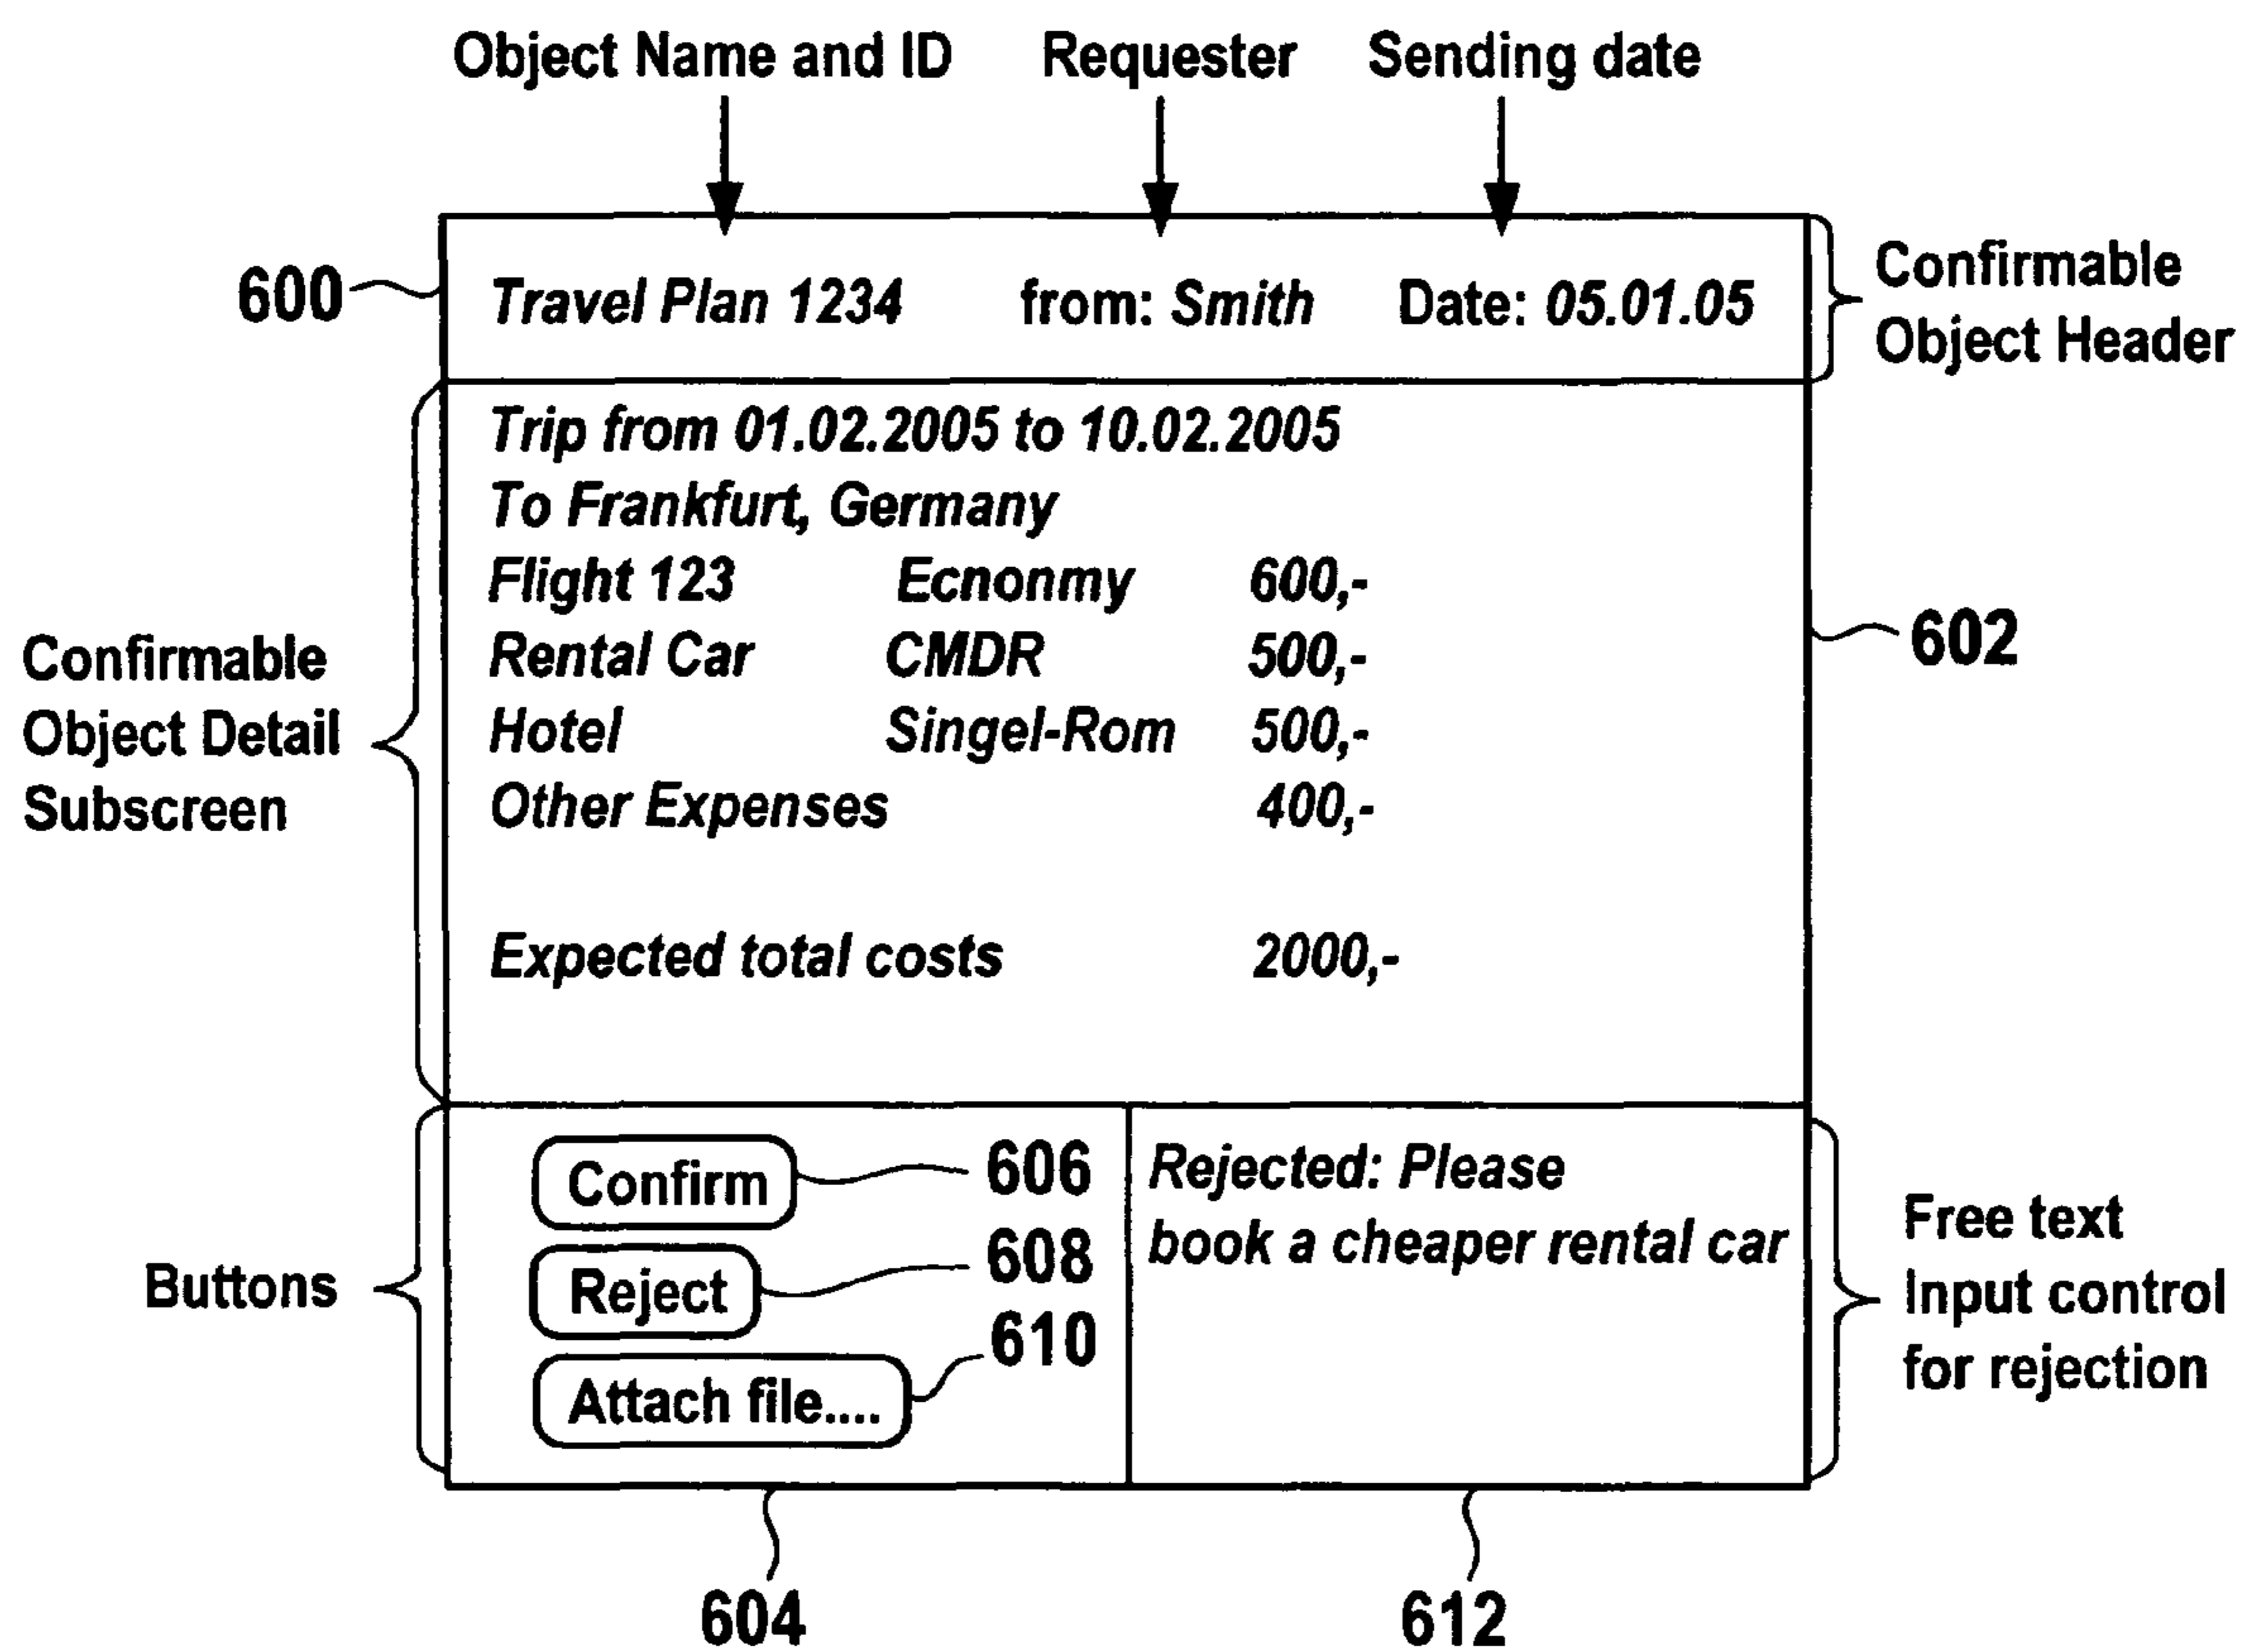 Object Name and ID Requester Sending date
600
Travel Plan 1234 from: Smith Date: 05.01.05
Confirmable
Object Header
Trip from 01.02.2005 to 10.02.2005
To Frankfurt, Germany
Flight 123 Ecnonmy 600,-
Rental Car CMDR 500,-
Hotel Singel-Rom 500,-
Other Expenses 400,-
Expected total costs 2000,-
602
Confirmable
Object Detail
Subscreen
Buttons
Confirm 606
Reject 608
Attach file.... 610
Rejected: Please
book a cheaper rental car
Free text
Input control
for rejection
604 612